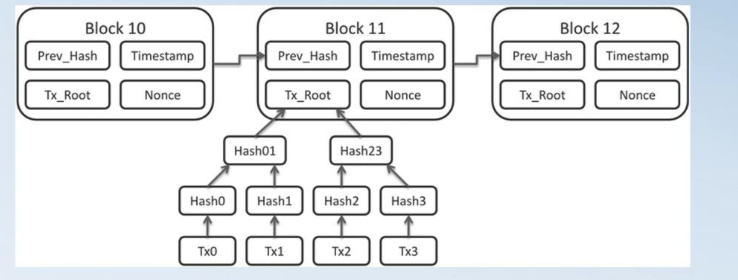 Block 10 Block 11 Block 12
Prev_Hash Timestamp Prev_Hash Timestamp Prev_Hash Timestamp
Tx_Root Nonce Tx_Root Nonce Tx_Root Nonce
Hash01 Hash23
Hash0 Hash1 Hash2 Hash3
Tx0 Tx1 Tx2 Tx3